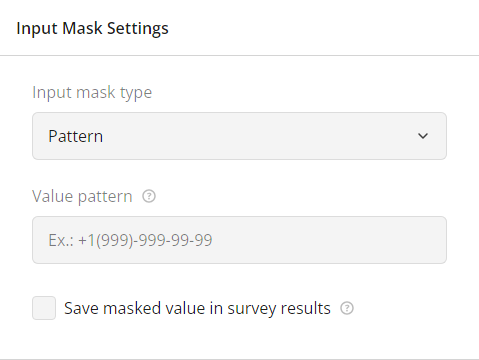 Input Mask Settings
Input mask type
Pattern
Value pattern ?
Ex.: +1(999)-999-99-99
Save masked value in survey results ?